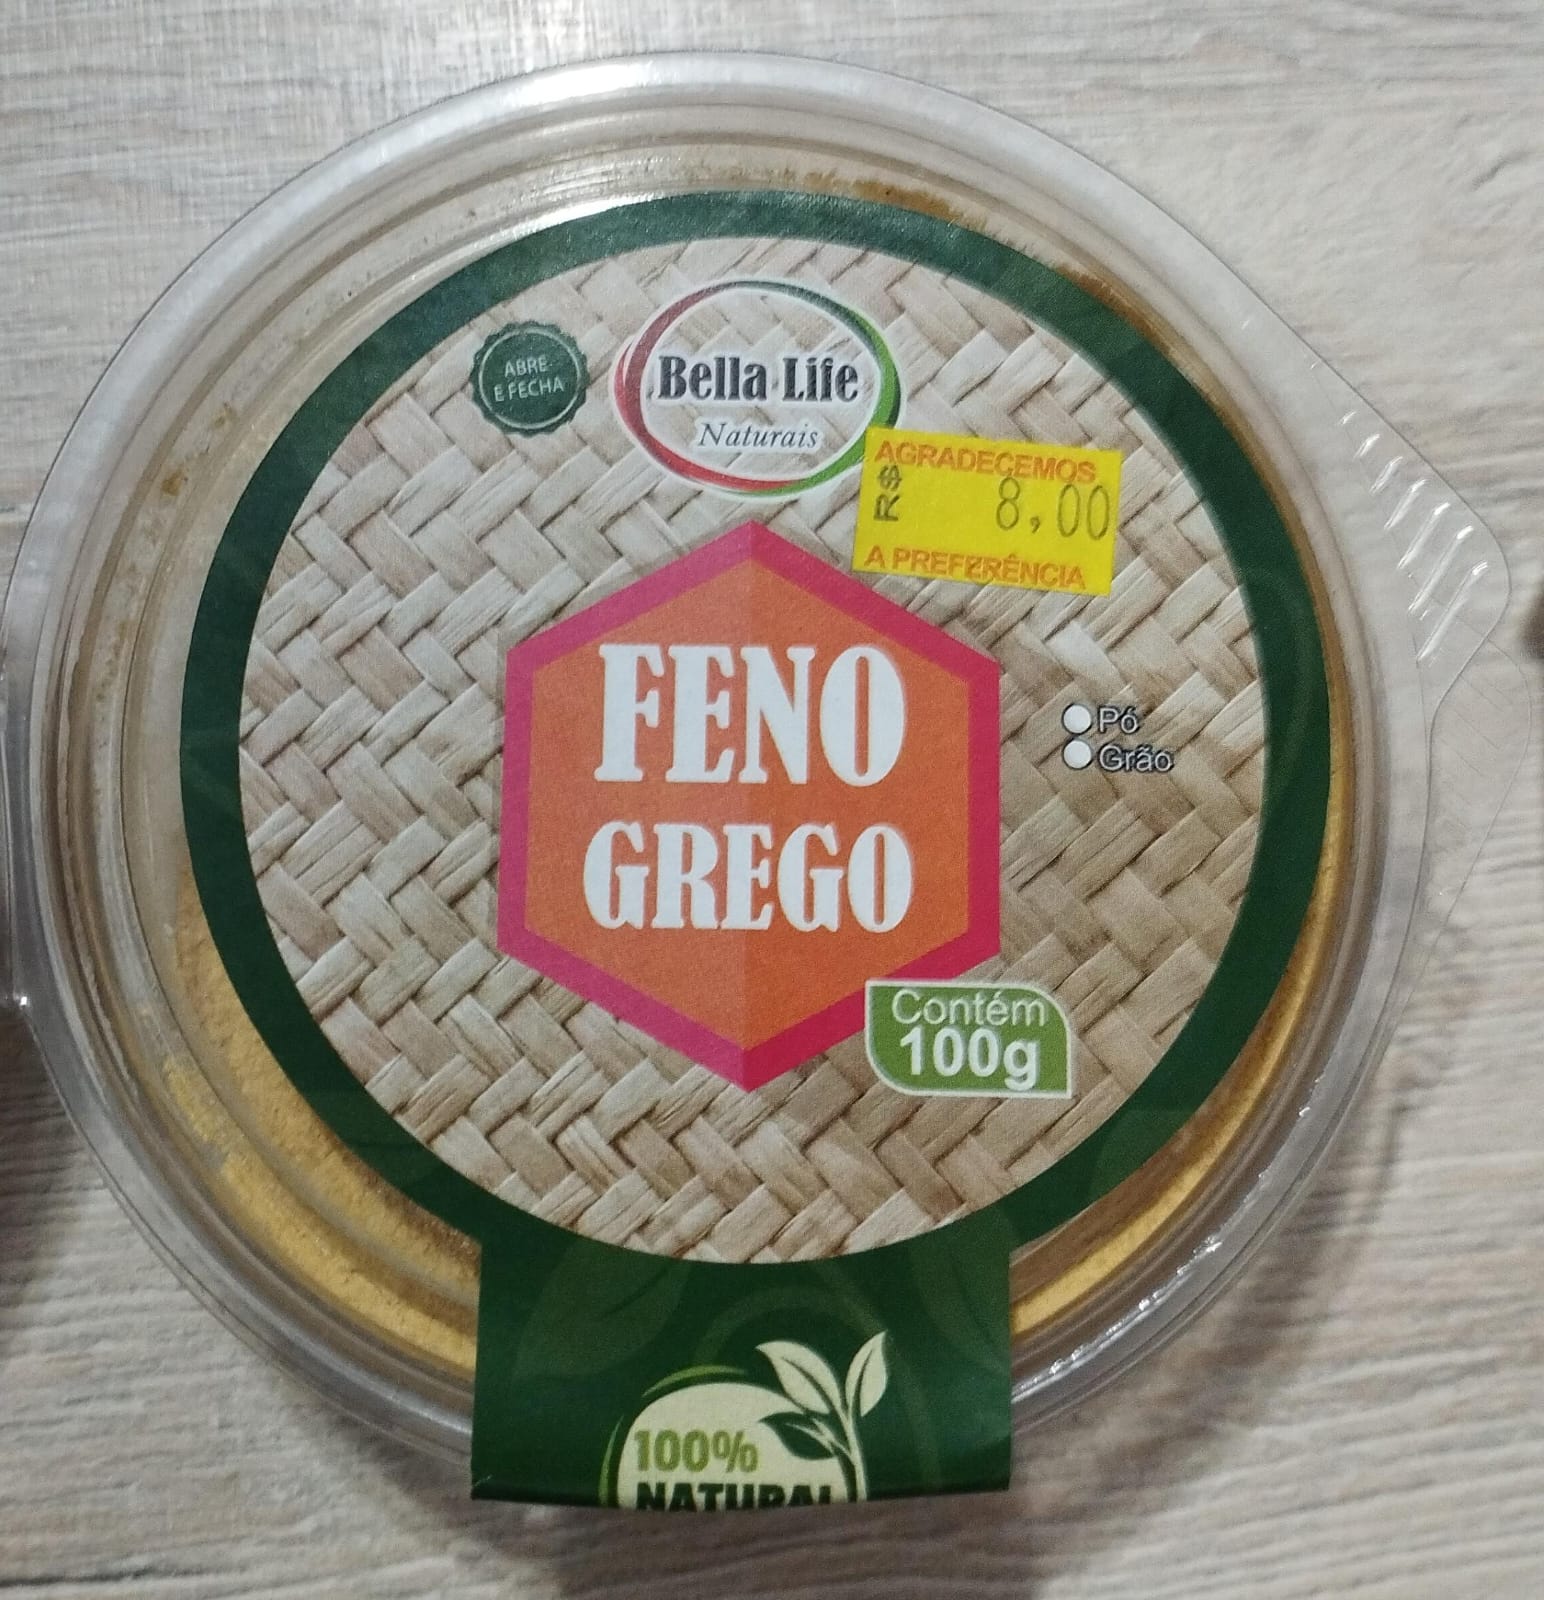 ABRE
E FECHA
Bella Life
Naturais
AGRADECEMOS
R$ 8,00
A PREFERÊNCIA
FENO
GREGO
Pó
Grão
Contém
100g
100%
NATURAL